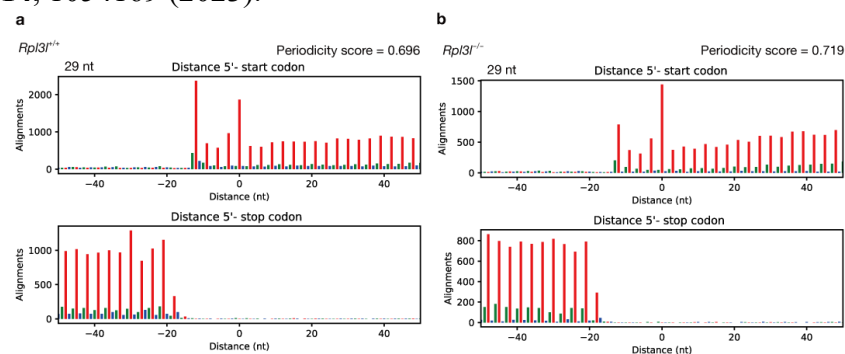 103469 (2023).
a
b
Rpl3l+/+
Periodicity score = 0.696
Rpl3l−/−
Periodicity score = 0.719
29 nt
Distance 5'- start codon
29 nt
Distance 5'- start codon
Alignments
2000
1000
0
−40
−20
0
20
40
Distance (nt)
Alignments
1500
1000
500
0
−40
−20
0
20
40
Distance (nt)
Distance 5'- stop codon
Alignments
1000
500
0
−40
−20
0
20
40
Distance (nt)
Distance 5'- stop codon
Alignments
800
600
400
200
0
−40
−20
0
20
40
Distance (nt)